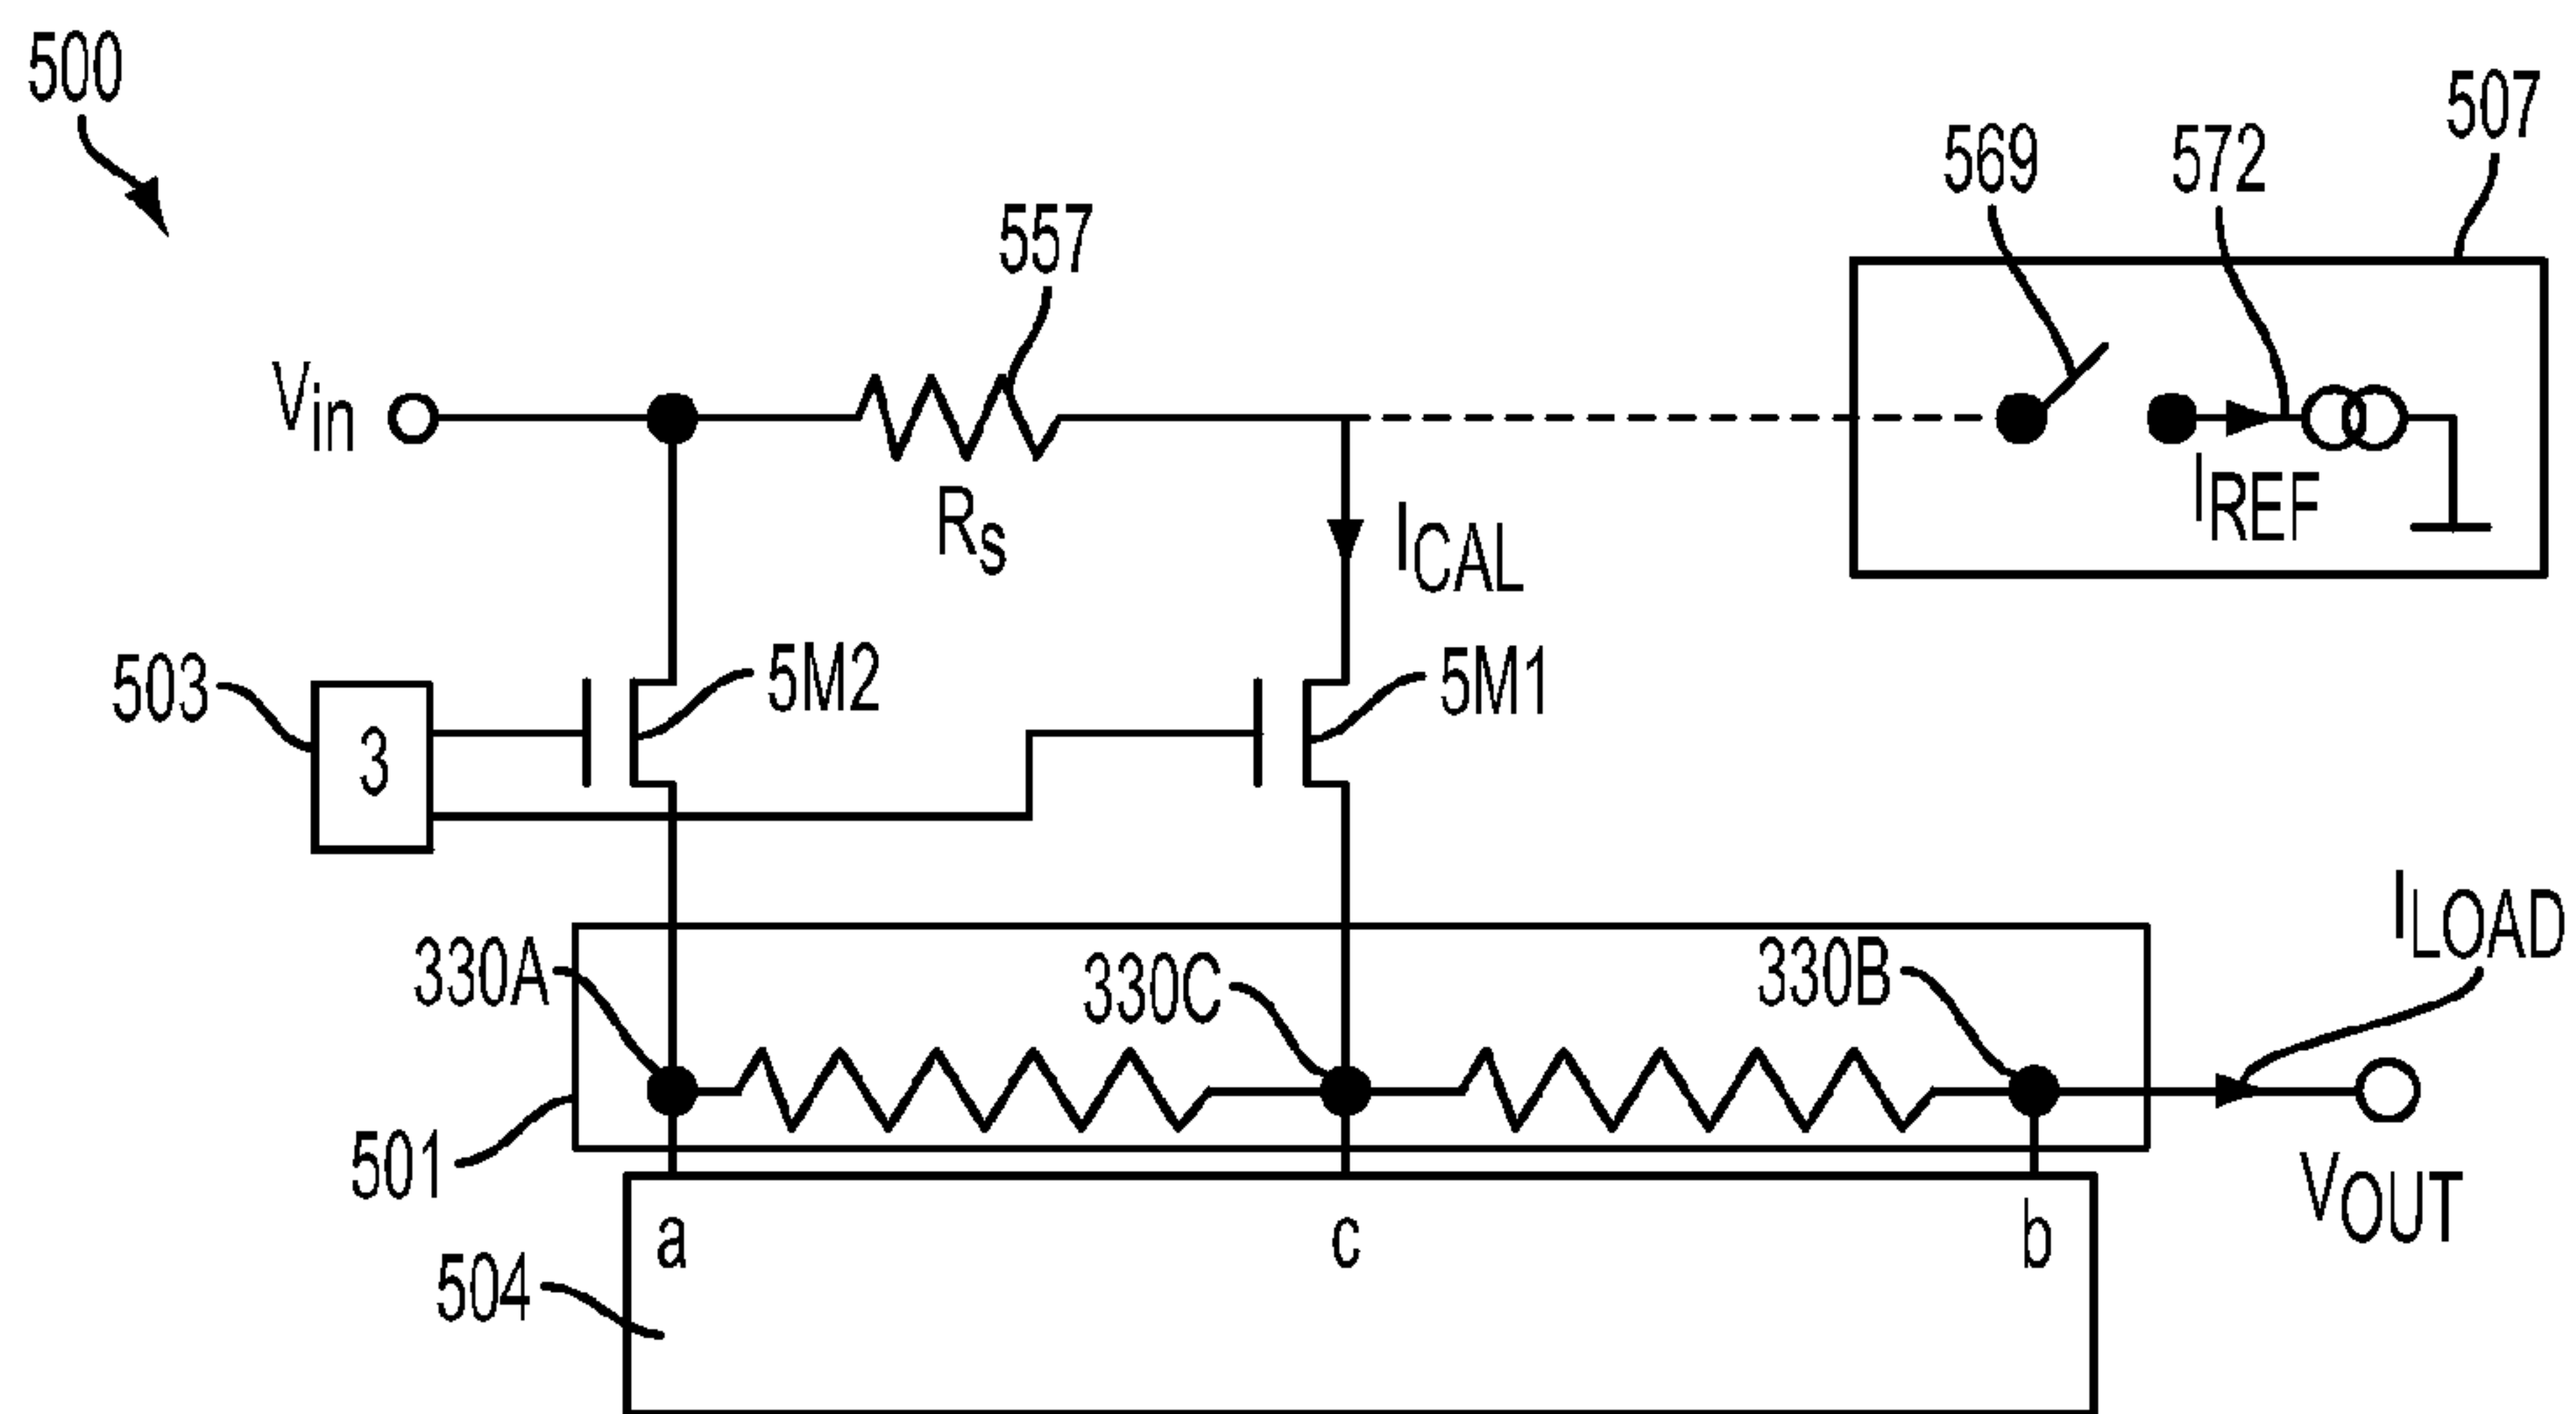 500
507
569
572
557
Vin
Rs
ICAL
IREF
503
3
5M2
5M1
ILOAD
330A
330C
330B
501
VOUT
a
c
b
504